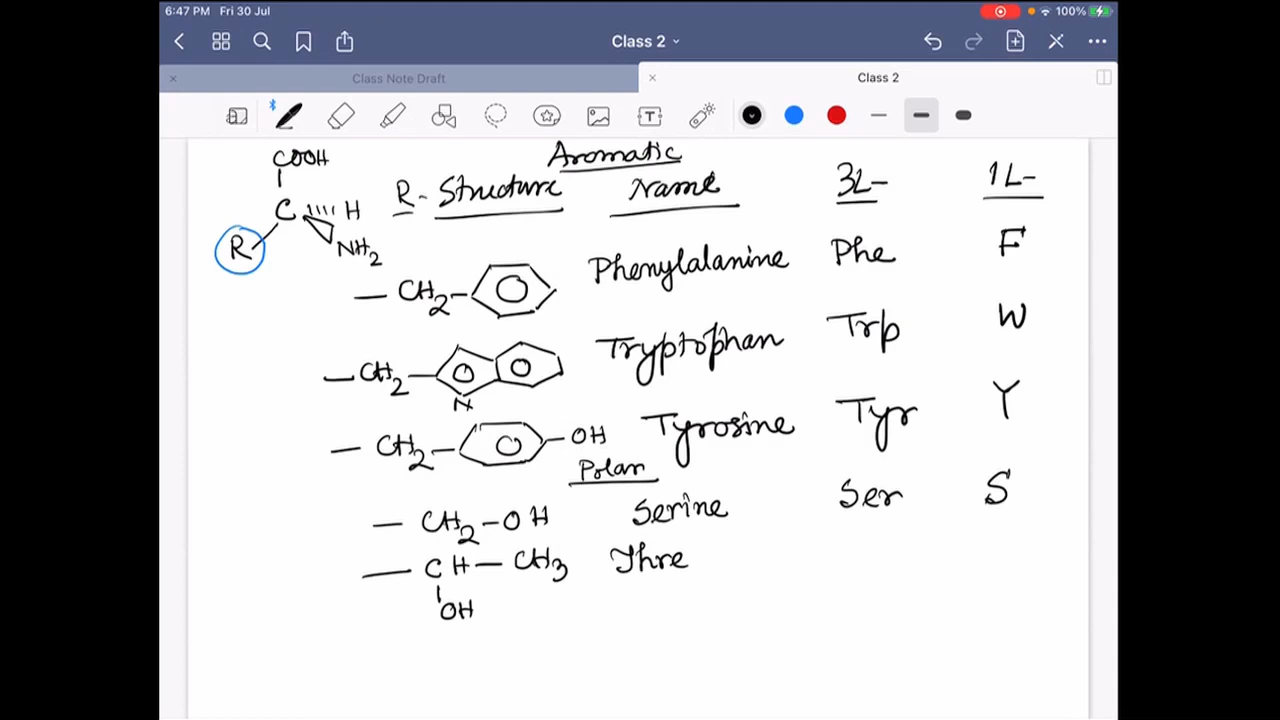 6:47 PM Fri 30 Jul 100%
Class 2
Class Note Draft
Class 2
T
COOH
Aromatic
R - Structure Name 3L- 1L-
C H
R NH2
— CH2 — Phenylalanine Phe F
— CH2 — N Tryptophan Trp W
— CH2 — — OH Tyrosine Tyr Y
Polar
— CH2 – OH Serine Ser S
— CH — CH3 Thre
OH